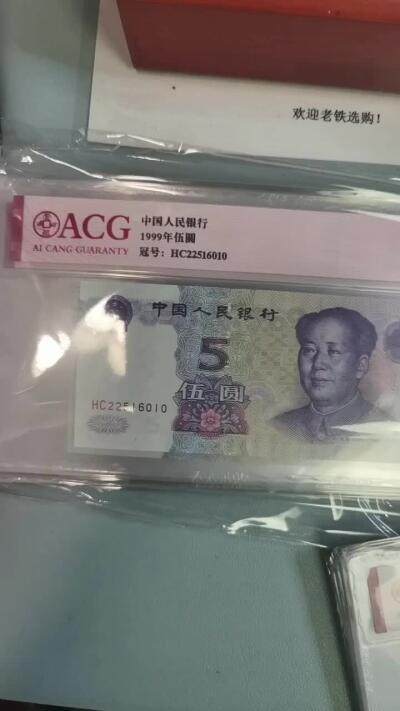 欢迎老铁选购！
ACG
AI CANG GUARANTY
中国人民银行
1999年伍圆
冠号：HC22516010
中国人民银行
5
伍圆
HC22516010